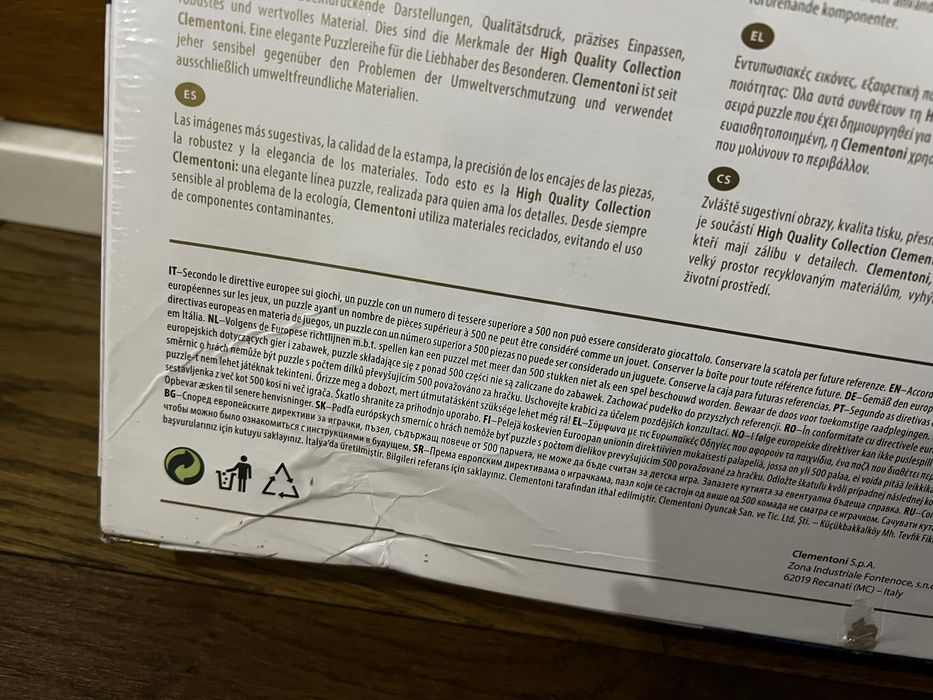 Darstellungen, Qualitätsdruck, präzises Einpassen,
robustes und wertvolles Material. Dies sind die Merkmale der High Quality Collection
Clementoni. Eine elegante Puzzlereihe für die Liebhaber des Besonderen. Clementoni ist seit
jeher sensibel gegenüber den Problemen der Umweltverschmutzung und verwendet
ausschließlich umweltfreundliche Materialien.
ES
Las imágenes más sugestivas, la calidad de la estampa, la precisión de los encajes de las piezas,
la robustez y la elegancia de los materiales. Todo esto es la High Quality Collection
Clementoni: una elegante línea puzzle, realizada para quien ama los detalles. Desde siempre
sensible al problema de la ecología, Clementoni utiliza materiales reciclados, evitando el uso
de componentes contaminantes.
komponenter.
EL
Εντυπωσιακές εικόνες, εξαιρετική
ποιότητας: Όλα αυτά συνθέτουν τη
σειρά puzzle που έχει δημιουργηθεί για
ευαισθητοποιημένη, η Clementoni
που μολύνουν το περιβάλλον.
CS
Zvláště sugestivní obrazy, kvalita tisku,
je součástí High Quality Collection
kteří mají zálibu v detailech. Clementoni,
velký prostor recyklovaným materiálům,
životní prostředí.
IT–Secondo le direttive europee sui giochi, un puzzle con un numero di tessere superiore a 500 non può essere considerato giocattolo. Conservare la scatola per future referenze. EN–
européennes sur les jeux, un puzzle ayant un nombre de pièces supérieur à 500 ne peut être considéré comme un jouet. Conserver la boîte pour toute référence future. DE–Gemäß den
directivas europeas en materia de juegos, un puzzle con un número superior a 500 piezas no puede ser considerado un juguete. Conserve la caja para futuras referencias. PT–Segundo as
em Itália. NL–Volgens de Europese richtlijnen m.b.t. spellen kan een puzzel met meer dan 500 stukken niet als een spel beschouwd worden. Bewaar de doos voor toekomstige raadplegingen.
europejskich dotyczących gier i zabawek, puzzle składające się z ponad 500 części nie są zaliczane do zabawek. Zachować pudełko do przyszłych referencji. RO–In conformitate cu directivele
směrnic o hrách nemůže být puzzle s počtem dílků převyšujícím 500 považováno za hračku. Uschovejte krabici za účelem pozdějších konzultací. NO–I følge europeiske direktiver kan ikke puslespill
puzzle-t nem lehet játéknak tekinteni. Őrizze meg a dobozt, mert útmutatásként szüksége lehet még rá! EL–Σύμφωνα με τις Ευρωπαϊκές Οδηγίες που αφορούν τα παιχνίδια, ένα παζλ που διαθέτει
sestavljenka z več kot 500 kosi ni več igrača. Škatlo shranite za prihodnjo uporabo. FI–Pelejä koskevien Euroopan unionin direktiivien mukaisesti palapeliä, jossa on yli 500 palaa, ei voida pitää
Opbevar æsken til senere henvisninger. SK–Podľa európskych smerníc o hrách nemôže byť puzzle s počtom dielikov prevyšujúcim 500 považované za hračku. Odložte škatuľu kvôli prípadnej následnej
BG–Според европейските директиви за играчки, пъзел, съдържащ повече от 500 парчета, не може да бъде считан за детска игра. Запазете кутията за евентуална бъдеща справка. RU–
чтобы можно было ознакомиться с инструкциями в будущем. SR–Према европским директивама о играчкама, пазл који се састоји од више од 500 комада не сматра се играчком. Сачувати
başvurularınız için kutuyu saklayınız. İtalya'da üretilmiştir. Bilgileri referans için saklayınız. Clementoni tarafından ithal edilmiştir. Clementoni Oyuncak San. ve Tic. Ltd. Şti. – Küçükbakkalköy Mh. Tevfik
Clementoni S.p.A.
Zona Industriale Fontenoce, s.n.c.
62019 Recanati (MC) – Italy